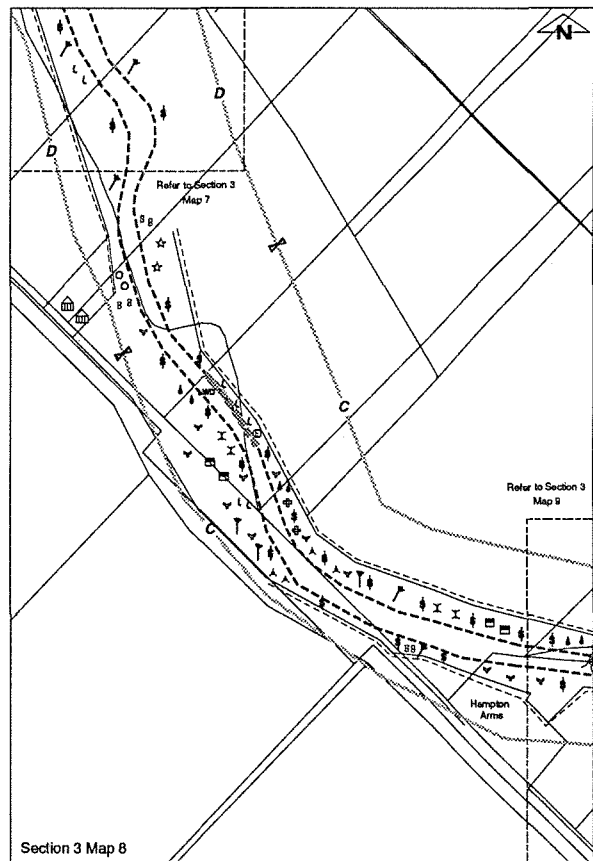 N
D
D
Refer to Section 3
Map 7
C
Refer to Section 3
Map 9
C
Hampton
Arms
Section 3 Map 8